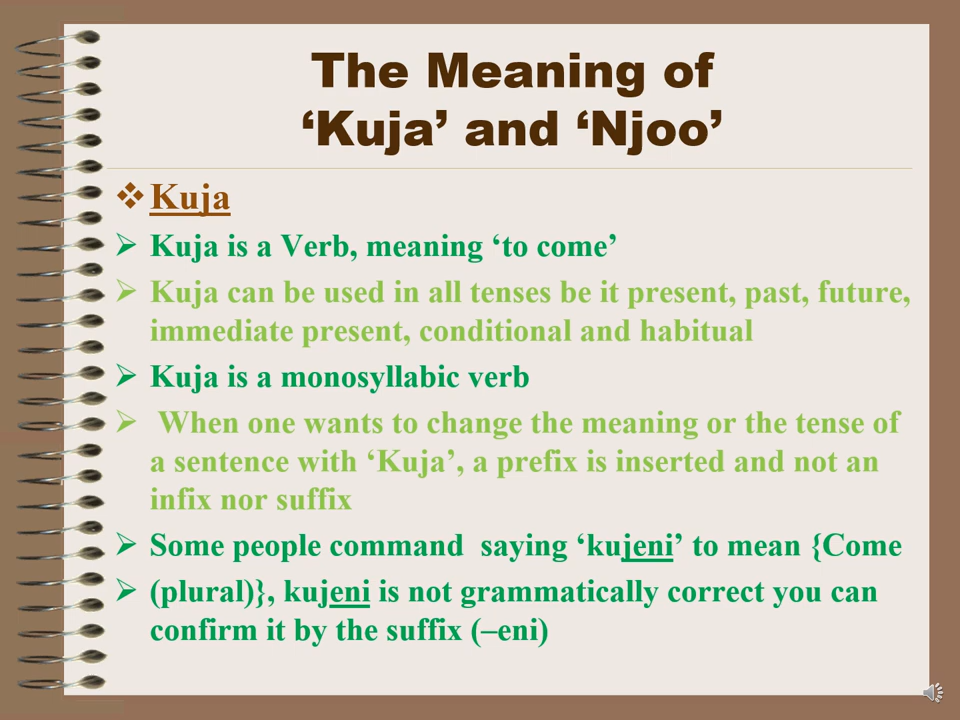 The Meaning of
‘Kuja’ and ‘Njoo’
Kuja
Kuja is a Verb, meaning ‘to come’
Kuja can be used in all tenses be it present, past, future,
immediate present, conditional and habitual
Kuja is a monosyllabic verb
When one wants to change the meaning or the tense of
a sentence with ‘Kuja’, a prefix is inserted and not an
infix nor suffix
Some people command saying ‘kujeni’ to mean {Come
(plural)}, kujeni is not grammatically correct you can
confirm it by the suffix (–eni)